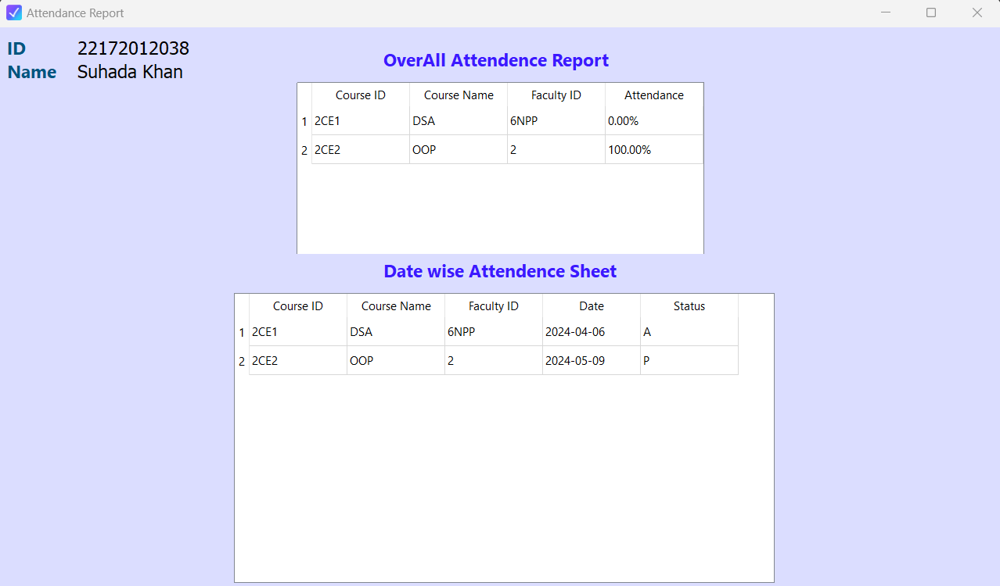 Attendance Report
ID 22172012038
Name Suhada Khan
OverAll Attendence Report
Course ID Course Name Faculty ID Attendance
1 2CE1 DSA 6NPP 0.00%
2 2CE2 OOP 2 100.00%
Date wise Attendence Sheet
Course ID Course Name Faculty ID Date Status
1 2CE1 DSA 6NPP 2024-04-06 A
2 2CE2 OOP 2 2024-05-09 P